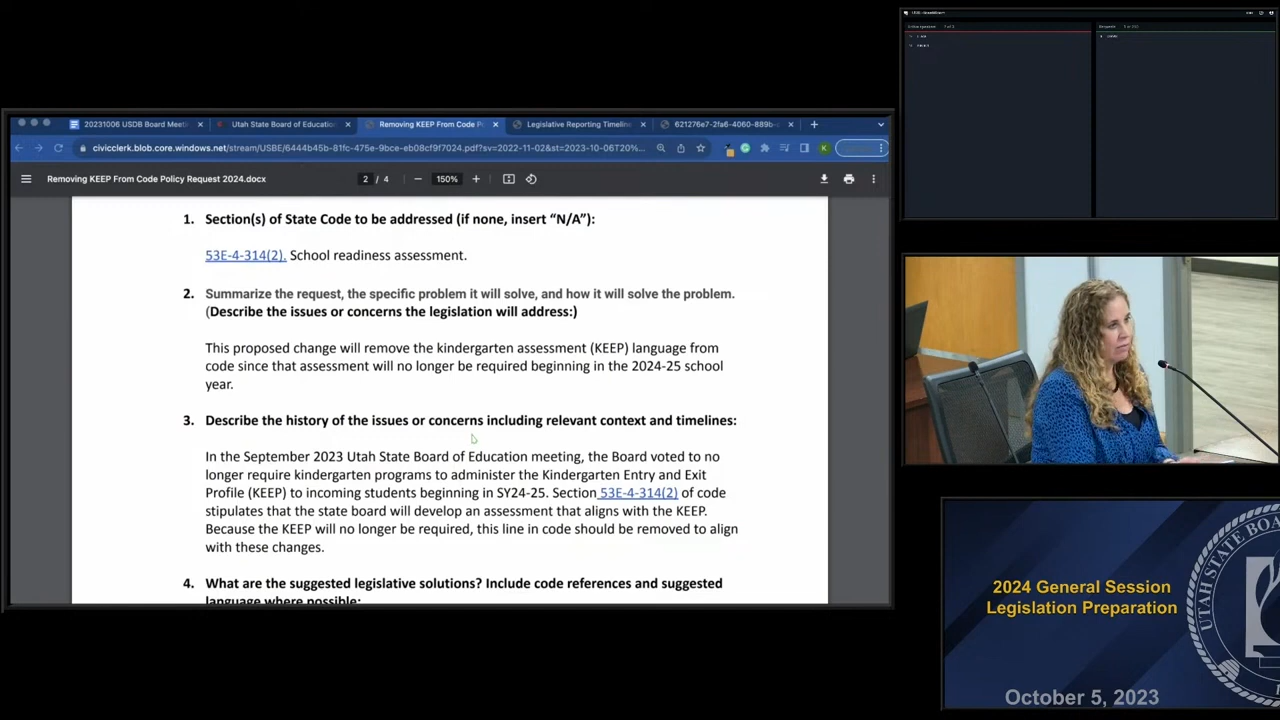 20231006 USDB Board Meeti
Utah State Board of Education
Removing KEEP From Code P
Legislative Reporting Timeline
621276e7-2fa6-4060-889b-
civicclerk.blob.core.windows.net/stream/USBE/6444b45b-81fc-475e-9bce-eb08cf9f7024.pdf?sv=2022-11-02&st=2023-10-06T20%...
K
Removing KEEP From Code Policy Request 2024.docx
2 / 4
150%
1. Section(s) of State Code to be addressed (if none, insert “N/A”):
53E-4-314(2). School readiness assessment.
2. Summarize the request, the specific problem it will solve, and how it will solve the problem.
(Describe the issues or concerns the legislation will address:)
This proposed change will remove the kindergarten assessment (KEEP) language from
code since that assessment will no longer be required beginning in the 2024-25 school
year.
3. Describe the history of the issues or concerns including relevant context and timelines:
In the September 2023 Utah State Board of Education meeting, the Board voted to no
longer require kindergarten programs to administer the Kindergarten Entry and Exit
Profile (KEEP) to incoming students beginning in SY24-25. Section 53E-4-314(2) of code
stipulates that the state board will develop an assessment that aligns with the KEEP.
Because the KEEP will no longer be required, this line in code should be removed to align
with these changes.
4. What are the suggested legislative solutions? Include code references and suggested
language where possible:
2024 General Session
Legislation Preparation
UTAH STATE BOA
October 5, 2023